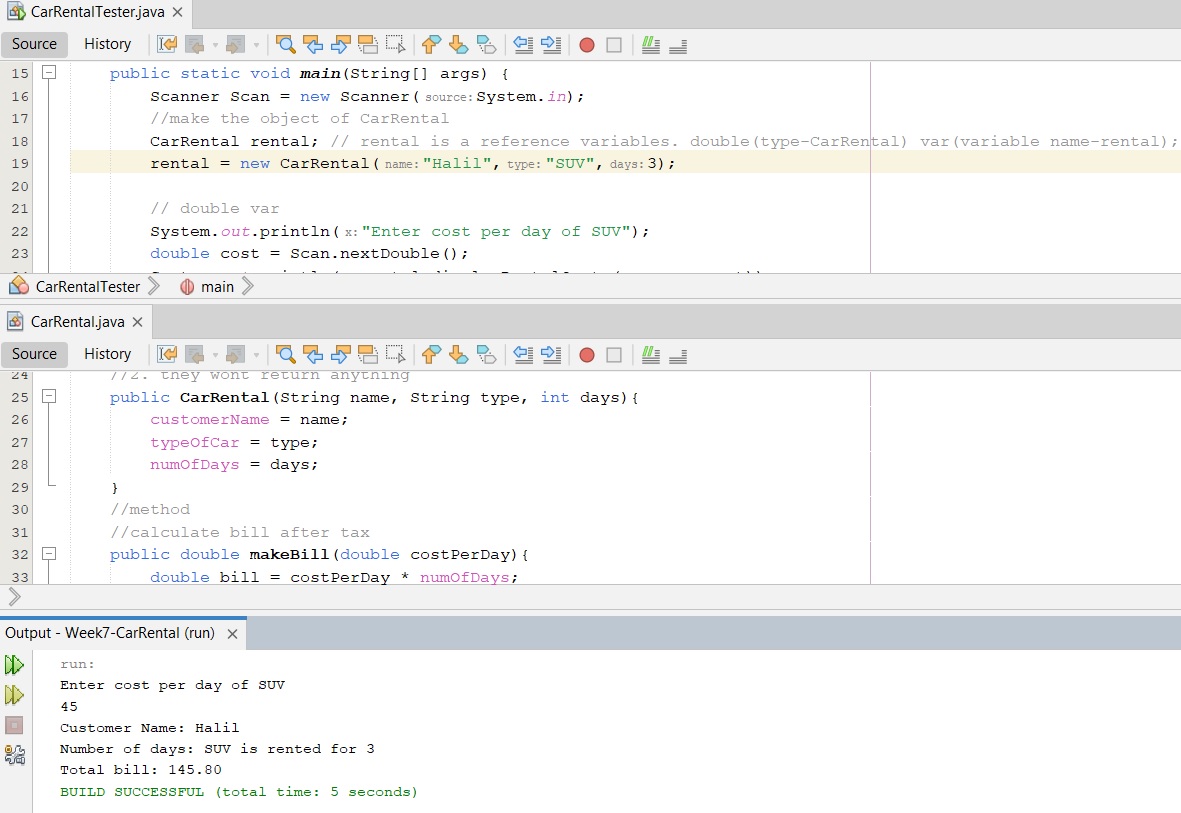 CarRentalTester.java
Source History
15 public static void main(String[] args) {
16 Scanner Scan = new Scanner( source: System.in);
17 //make the object of CarRental
18 CarRental rental; // rental is a reference variables. double(type-CarRental) var(variable name-rental);
19 rental = new CarRental( name: "Halil", type: "SUV", days: 3);
20
21 // double var
22 System.out.println( x: "Enter cost per day of SUV");
23 double cost = Scan.nextDouble();
CarRentalTester main
CarRental.java
Source History
24 //2. they wont return anything
25 public CarRental(String name, String type, int days){
26 customerName = name;
27 typeOfCar = type;
28 numOfDays = days;
29 }
30 //method
31 //calculate bill after tax
32 public double makeBill(double costPerDay){
33 double bill = costPerDay * numOfDays;
Output - Week7-CarRental (run)
run:
Enter cost per day of SUV
45
Customer Name: Halil
Number of days: SUV is rented for 3
Total bill: 145.80
BUILD SUCCESSFUL (total time: 5 seconds)